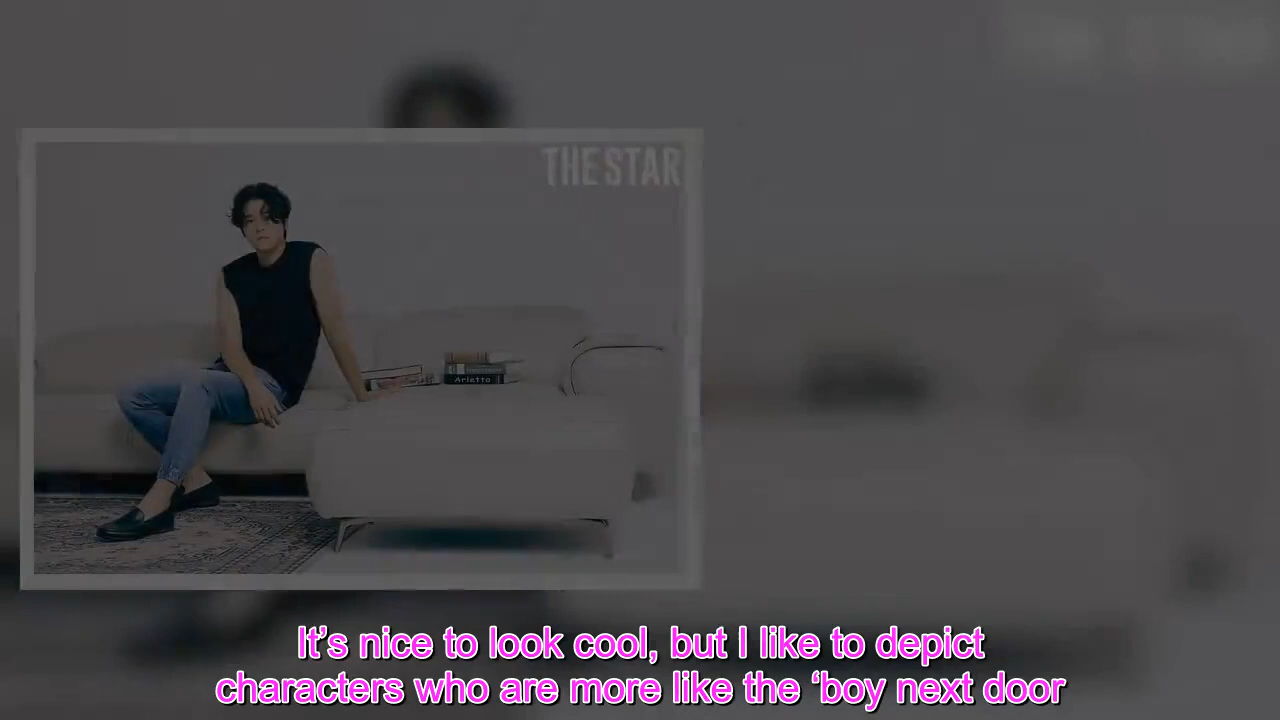 THE STAR
Arletta
It’s nice to look cool, but I like to depict
characters who are more like the ‘boy next door